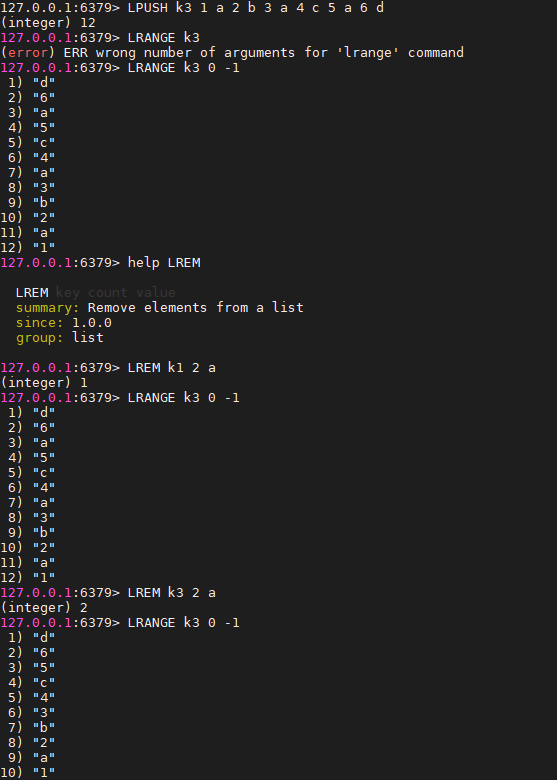 127.0.0.1:6379> LPUSH k3 1 a 2 b 3 a 4 c 5 a 6 d
(integer) 12
127.0.0.1:6379> LRANGE k3
(error) ERR wrong number of arguments for 'lrange' command
127.0.0.1:6379> LRANGE k3 0 -1
 1) "d"
 2) "6"
 3) "a"
 4) "5"
 5) "c"
 6) "4"
 7) "a"
 8) "3"
 9) "b"
10) "2"
11) "a"
12) "1"
127.0.0.1:6379> help LREM
  LREM key count value
  summary: Remove elements from a list
  since: 1.0.0
  group: list
127.0.0.1:6379> LREM k1 2 a
(integer) 1
127.0.0.1:6379> LRANGE k3 0 -1
 1) "d"
 2) "6"
 3) "a"
 4) "5"
 5) "c"
 6) "4"
 7) "a"
 8) "3"
 9) "b"
10) "2"
11) "a"
12) "1"
127.0.0.1:6379> LREM k3 2 a
(integer) 2
127.0.0.1:6379> LRANGE k3 0 -1
 1) "d"
 2) "6"
 3) "5"
 4) "c"
 5) "4"
 6) "3"
 7) "b"
 8) "2"
 9) "a"
10) "1"